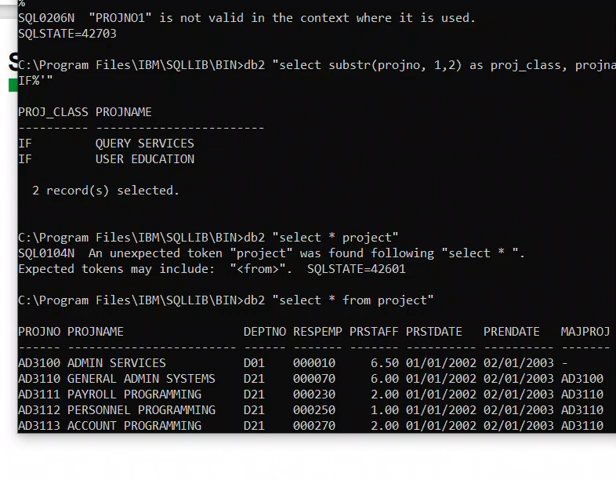 %
SQL0206N  "PROJNO1" is not valid in the context where it is used.
SQLSTATE=42703
C:\Program Files\IBM\SQLLIB\BIN>db2 "select substr(projno, 1,2) as proj_class, projna
IF%'"
PROJ_CLASS PROJNAME
---------- ------------------------
IF         QUERY SERVICES
IF         USER EDUCATION
2 record(s) selected.
C:\Program Files\IBM\SQLLIB\BIN>db2 "select * project"
SQL0104N  An unexpected token "project" was found following "select * ".
Expected tokens may include:  "<from>".  SQLSTATE=42601
C:\Program Files\IBM\SQLLIB\BIN>db2 "select * from project"
PROJNO PROJNAME                 DEPTNO RESPEMP PRSTAFF PRSTDATE   PRENDATE   MAJPROJ
------ ------------------------ ------ ------- ------- ---------- ---------- -------
AD3100 ADMIN SERVICES           D01    000010     6.50 01/01/2002 02/01/2003 -
AD3110 GENERAL ADMIN SYSTEMS    D21    000070     6.00 01/01/2002 02/01/2003 AD3100
AD3111 PAYROLL PROGRAMMING      D21    000230     2.00 01/01/2002 02/01/2003 AD3110
AD3112 PERSONNEL PROGRAMMING    D21    000250     1.00 01/01/2002 02/01/2003 AD3110
AD3113 ACCOUNT PROGRAMMING      D21    000270     2.00 01/01/2002 02/01/2003 AD3110